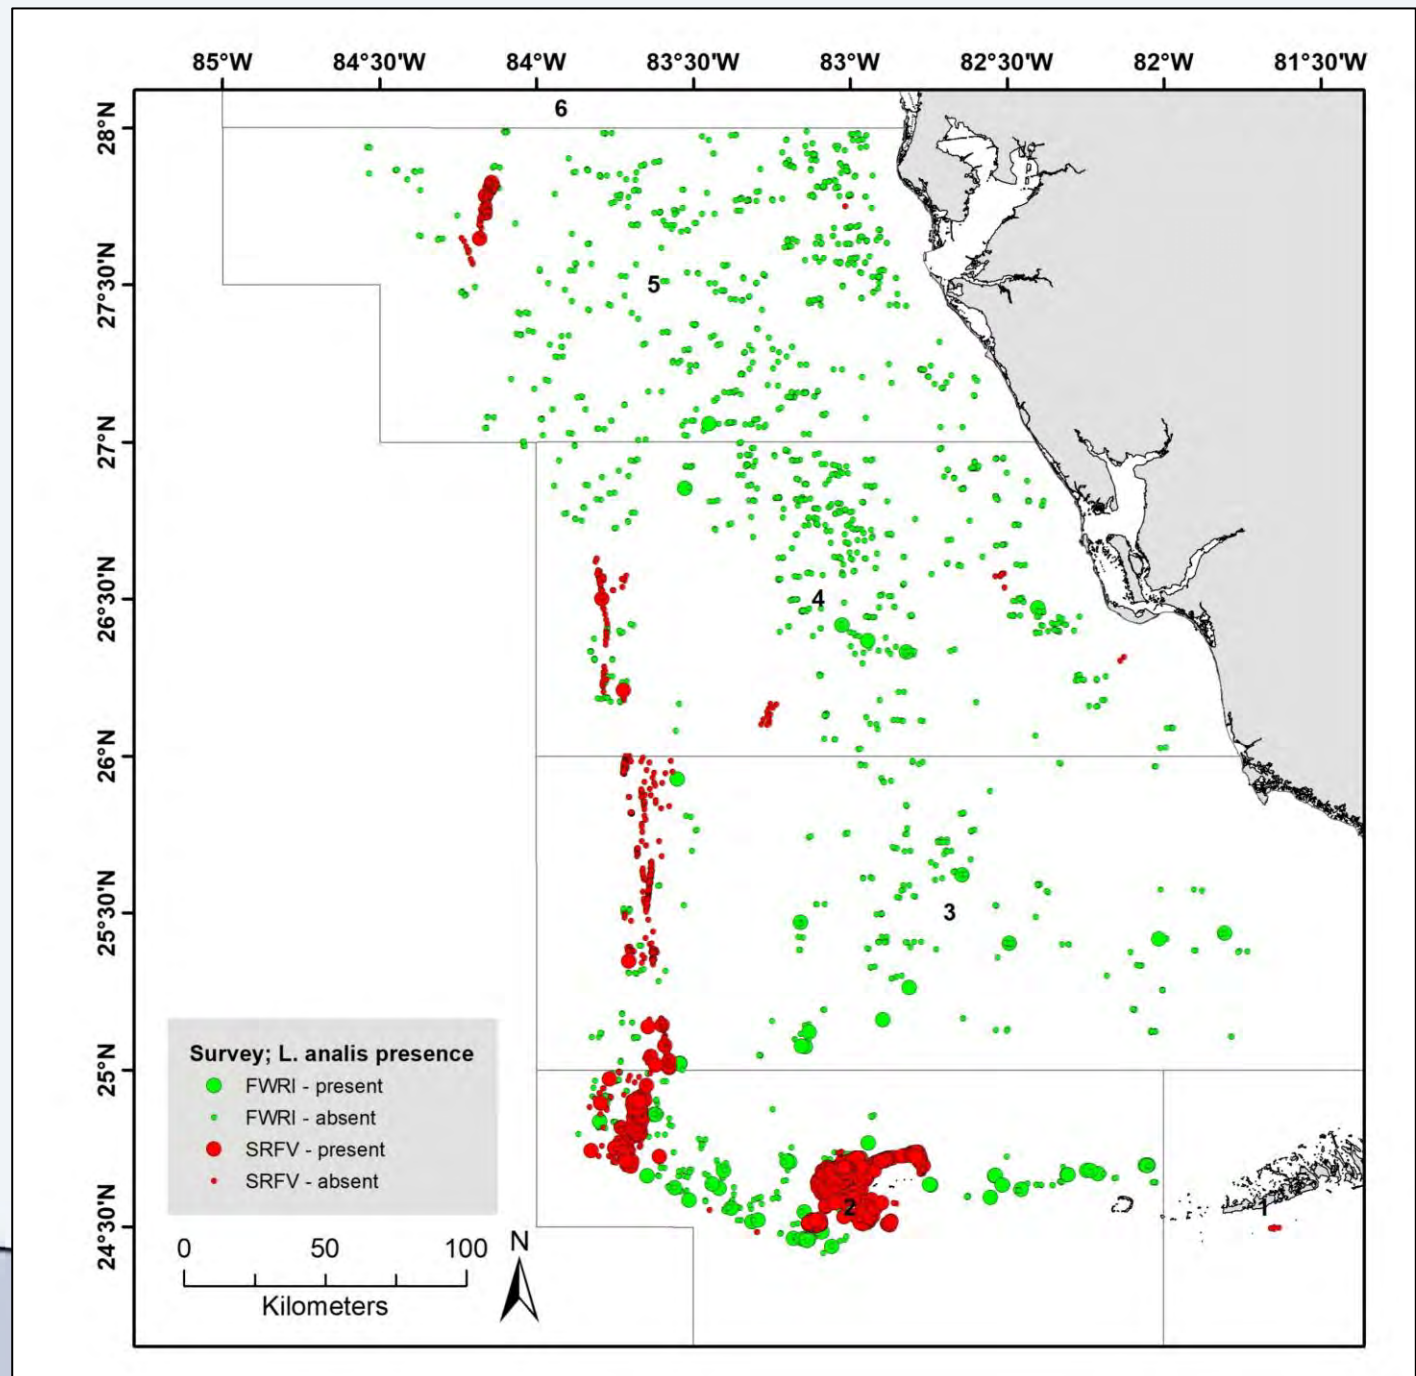 85°W 84°30'W 84°W 83°30'W 83°W 82°30'W 82°W 81°30'W
28°N
27°30'N
27°N
26°30'N
26°N
25°30'N
25°N
24°30'N
6
5
4
3
2
1
Survey; L. analis presence
FWRI - present
FWRI - absent
SRFV - present
SRFV - absent
0 50 100
Kilometers
N